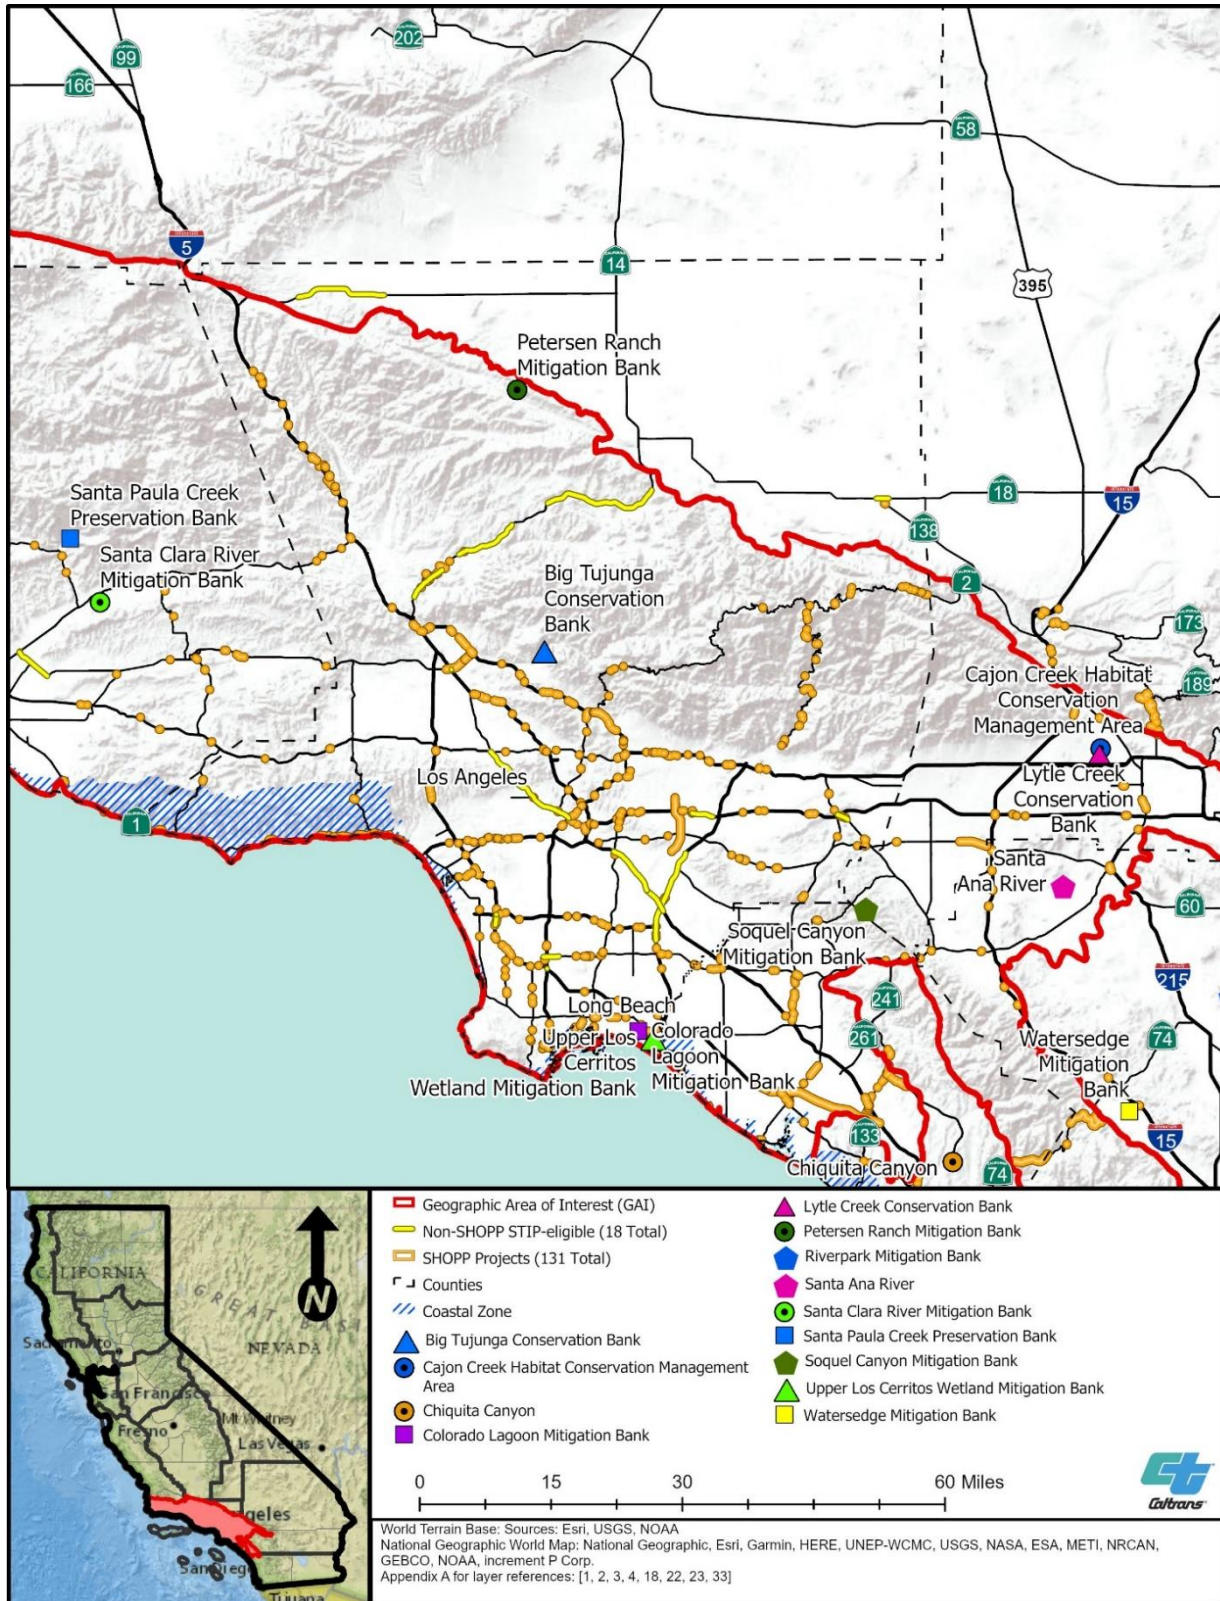 202
99
166
58
5
14
395
Petersen Ranch
Mitigation Bank
Santa Paula Creek
Preservation Bank
18
15
138
Santa Clara River
Mitigation Bank
Big Tujunga
Conservation
Bank
2
173
Cajon Creek Habitat
Conservation
Management Area
189
Los Angeles
Lytle Creek
Conservation
Bank
1
Santa
Ana River
60
Soquel Canyon
Mitigation Bank
215
241
Long Beach
Colorado
Lagoon
Mitigation Bank
Upper Los
Cerritos
Wetland Mitigation Bank
261
Watersedge
Mitigation
Bank
74
133
15
Chiquita Canyon
74
Geographic Area of Interest (GAI)
Non-SHOPP STIP-eligible (18 Total)
SHOPP Projects (131 Total)
Counties
Coastal Zone
Big Tujunga Conservation Bank
Cajon Creek Habitat Conservation Management
Area
Chiquita Canyon
Colorado Lagoon Mitigation Bank
Lytle Creek Conservation Bank
Petersen Ranch Mitigation Bank
Riverpark Mitigation Bank
Santa Ana River
Santa Clara River Mitigation Bank
Santa Paula Creek Preservation Bank
Soquel Canyon Mitigation Bank
Upper Los Cerritos Wetland Mitigation Bank
Watersedge Mitigation Bank
N
CALIFORNIA
GREAT
NEVADA
San Francisco
Fresno
Mt Whitney
Las Vegas
geles
Tijuana
0 15 30 60 Miles
Caltrans
World Terrain Base: Sources: Esri, USGS, NOAA
National Geographic World Map: National Geographic, Esri, Garmin, HERE, UNEP-WCMC, USGS, NASA, ESA, METI, NRCAN,
GEBCO, NOAA, increment P Corp.
Appendix A for layer references: [1, 2, 3, 4, 18, 22, 23, 33]